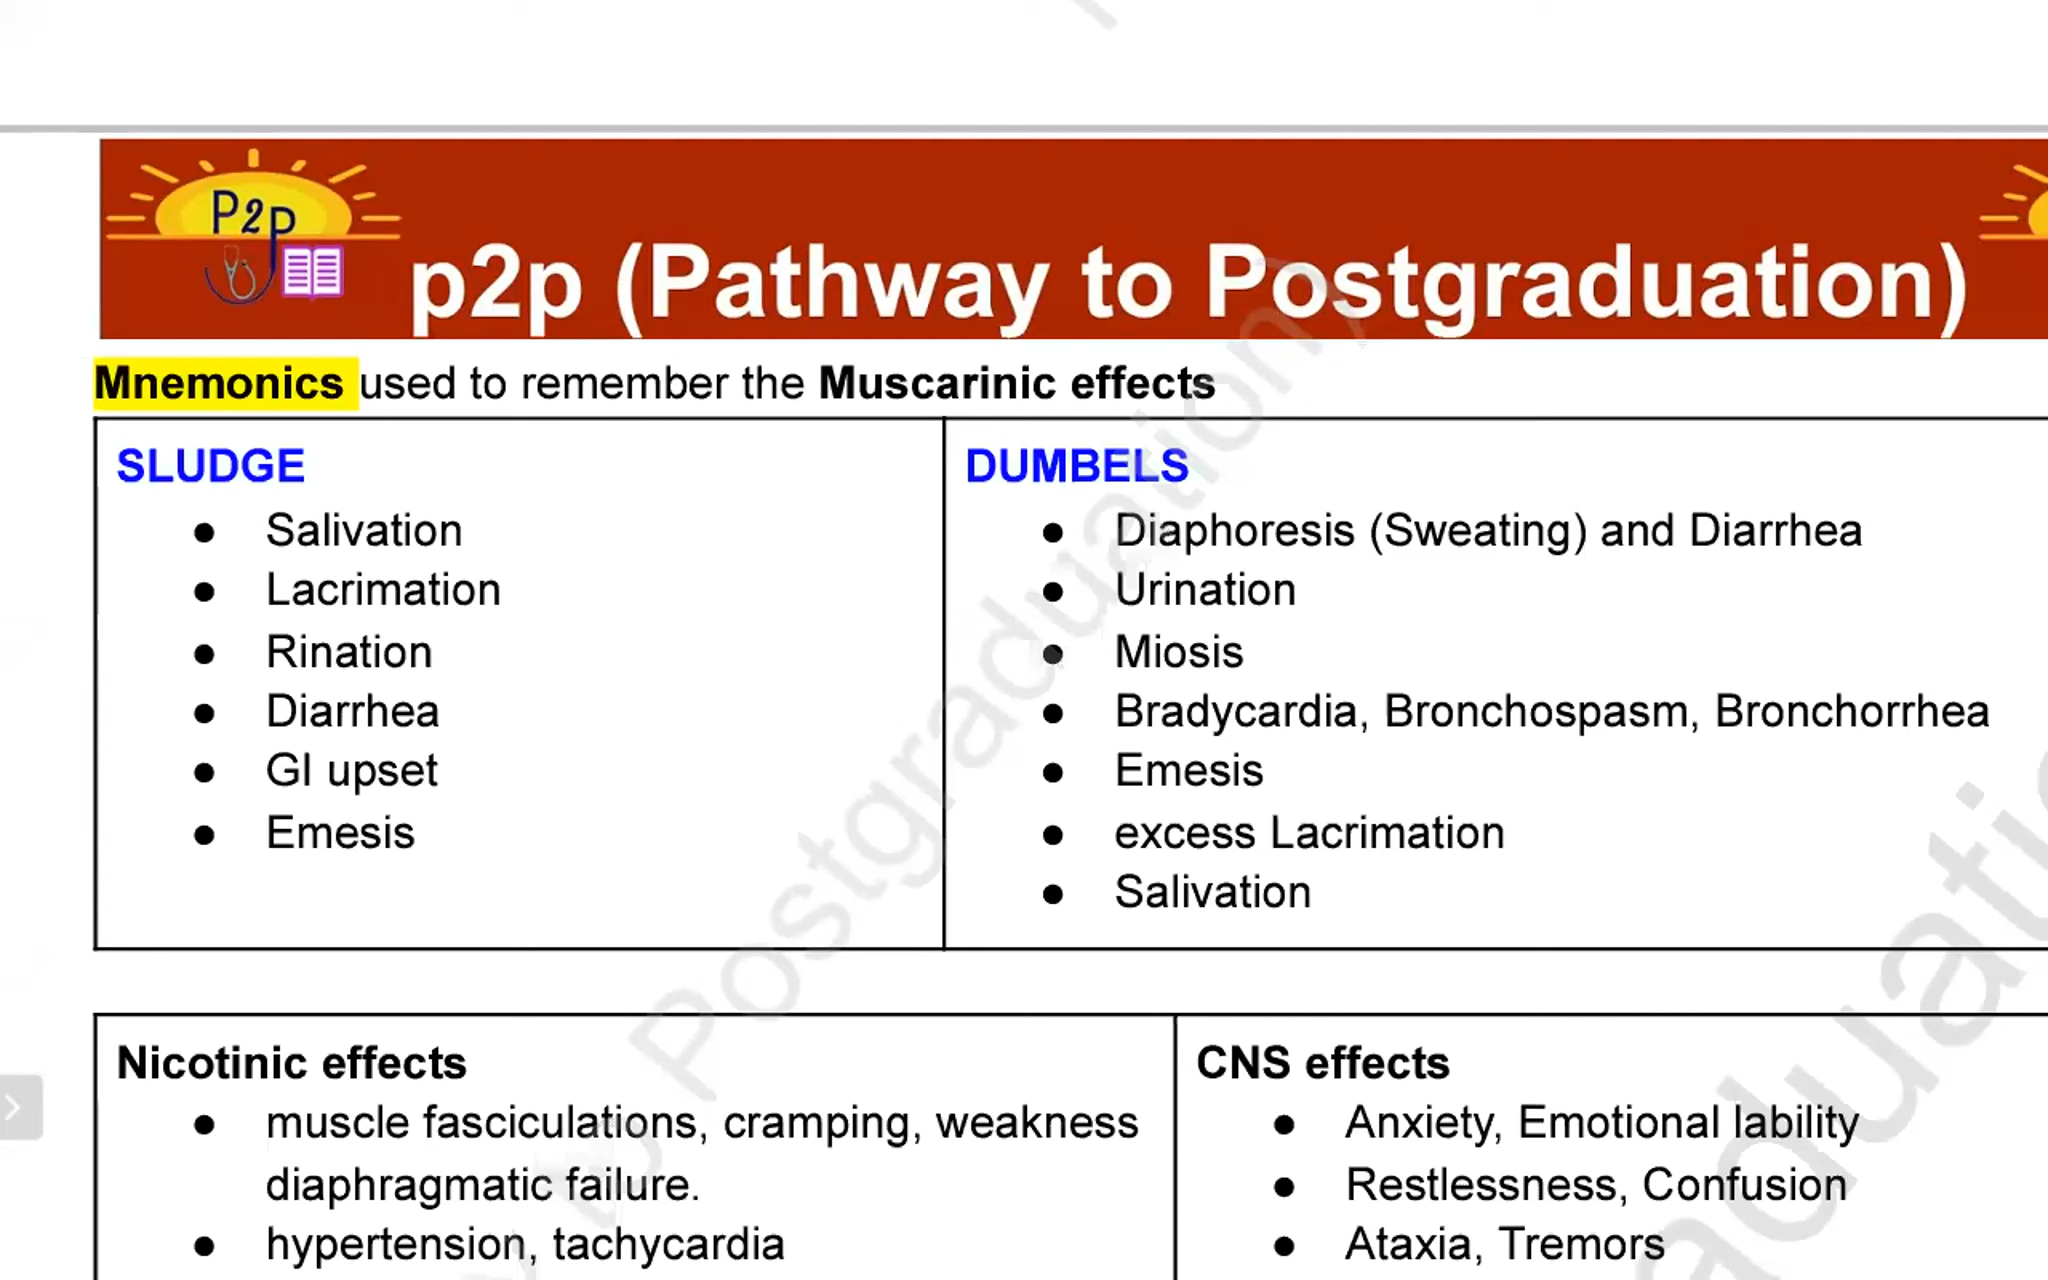 P2P
p2p (Pathway to Postgraduation)
Mnemonics used to remember the Muscarinic effects
SLUDGE
● Salivation
● Lacrimation
● Rination
● Diarrhea
● GI upset
● Emesis
DUMBELS
● Diaphoresis (Sweating) and Diarrhea
● Urination
● Miosis
● Bradycardia, Bronchospasm, Bronchorrhea
● Emesis
● excess Lacrimation
● Salivation
Nicotinic effects
● muscle fasciculations, cramping, weakness
diaphragmatic failure.
● hypertension, tachycardia
CNS effects
● Anxiety, Emotional lability
● Restlessness, Confusion
● Ataxia, Tremors
to Postgraduation)